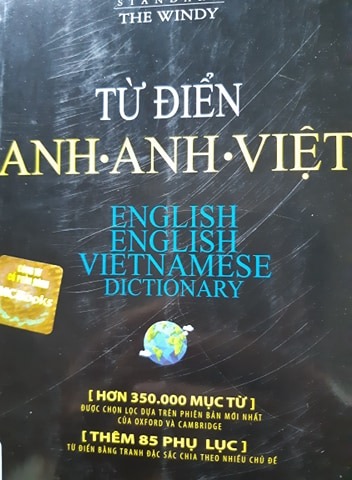 STANDARD
THE WINDY
TỪ ĐIỂN
ANH·ANH·VIỆT
ENGLISH
ENGLISH
VIETNAMESE
DICTIONARY
[ HƠN 350.000 MỤC TỪ ]
ĐƯỢC CHỌN LỌC DỰA TRÊN PHIÊN BẢN MỚI NHẤT
CỦA OXFORD VÀ CAMBRIDGE
[ THÊM 85 PHỤ LỤC ]
TỪ ĐIỂN BẰNG TRANH ĐẶC SẮC CHIA THEO NHIỀU CHỦ ĐỀ